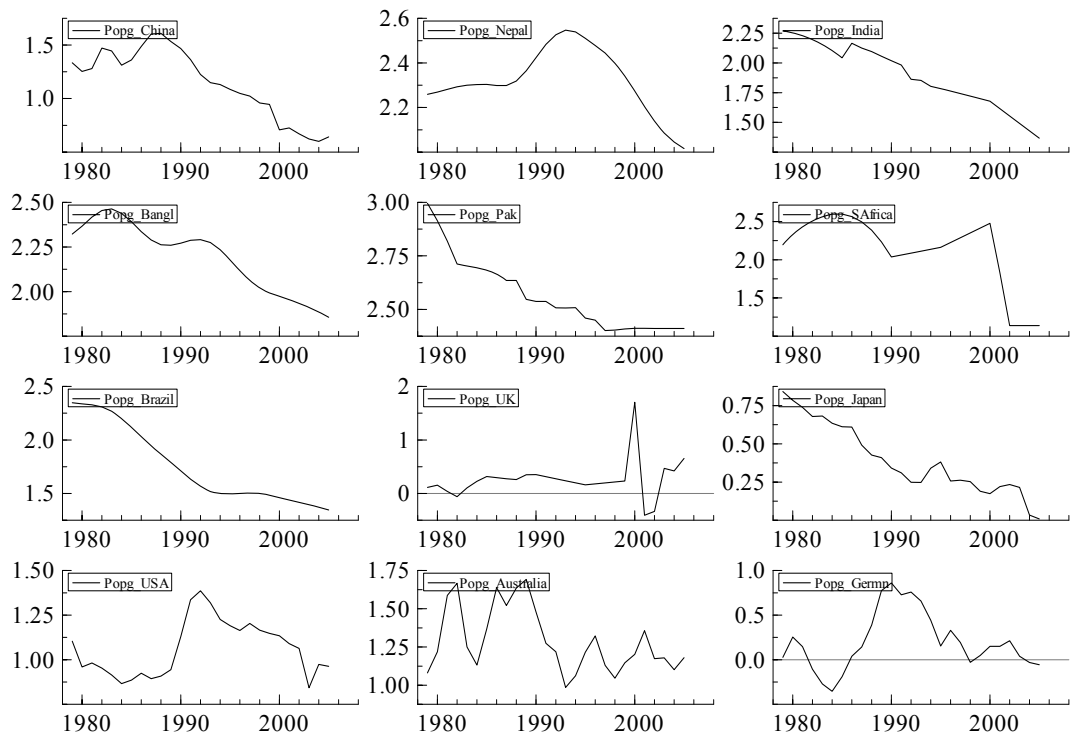 Popg_China
1.5
1.0
1980 1990 2000
Popg_Nepal
2.6
2.4
2.2
1980 1990 2000
Popg_India
2.25
2.00
1.75
1.50
1980 1990 2000
Popg_Bangl
2.50
2.25
2.00
1980 1990 2000
Popg_Pak
3.00
2.75
2.50
1980 1990 2000
Popg_SAfrica
2.5
2.0
1.5
1980 1990 2000
Popg_Brazil
2.5
2.0
1.5
1980 1990 2000
Popg_UK
2
1
0
1980 1990 2000
Popg_Japan
0.75
0.50
0.25
1980 1990 2000
Popg_USA
1.50
1.25
1.00
1980 1990 2000
Popg_Australia
1.75
1.50
1.25
1.00
1980 1990 2000
Popg_Germn
1.0
0.5
0.0
1980 1990 2000